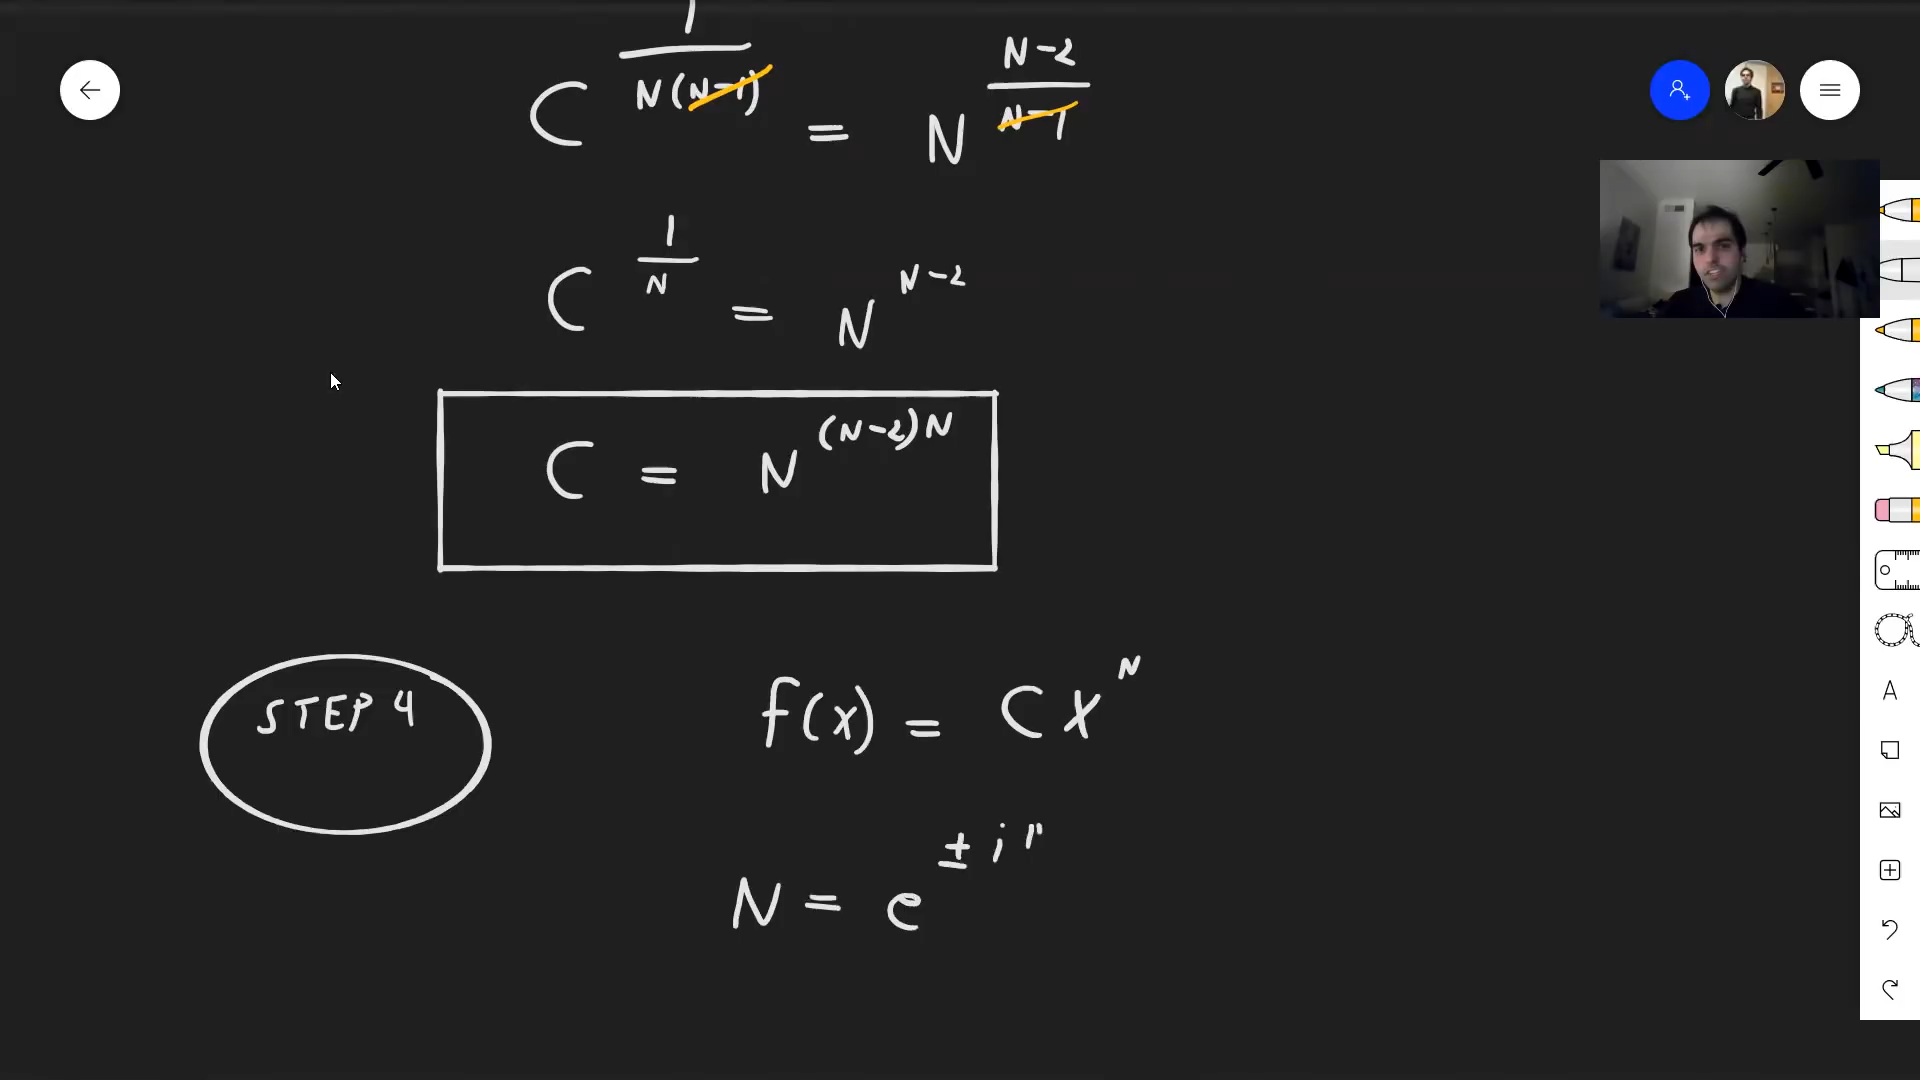 C^(1/(N(N-1))) = N^((N-2)/(N-1))
C^(1/N) = N^(N-2)
C = N^((N-2)N)
STEP 4
f(x) = Cx^N
N = e^(± i
A